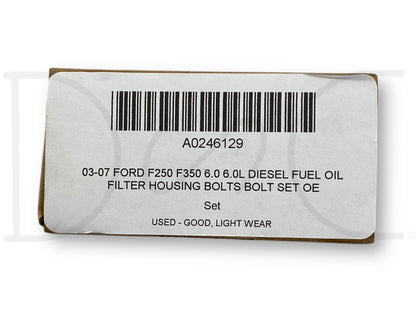 A0246129
03-07 FORD F250 F350 6.0 6.0L DIESEL FUEL OIL
FILTER HOUSING BOLTS BOLT SET OE
Set
USED - GOOD, LIGHT WEAR